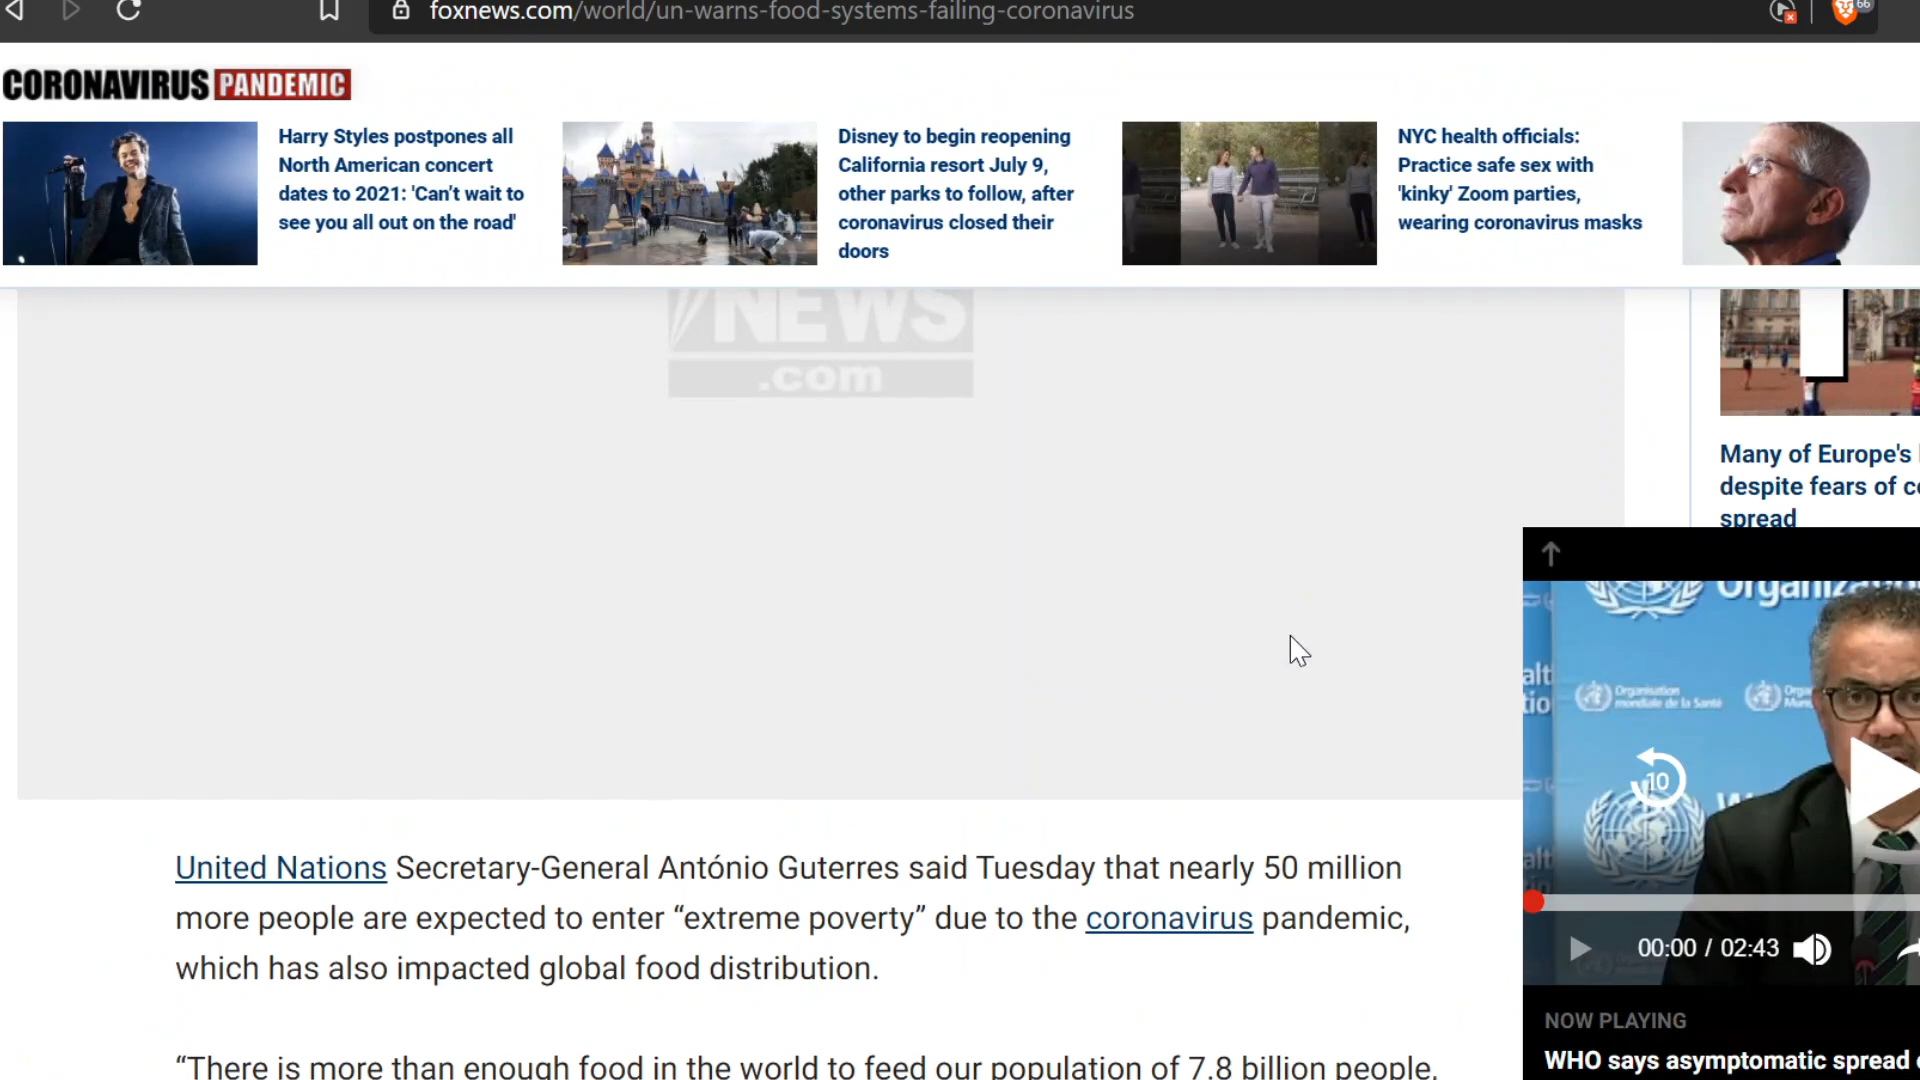 foxnews.com/world/un-warns-food-systems-failing-coronavirus
66
CORONAVIRUS PANDEMIC
Harry Styles postpones all
North American concert
dates to 2021: 'Can’t wait to
see you all out on the road'
Disney to begin reopening
California resort July 9,
other parks to follow, after
coronavirus closed their
doors
NYC health officials:
Practice safe sex with
'kinky' Zoom parties,
wearing coronavirus masks
NEWS
.com
Many of Europe's
despite fears of
spread
Organisation
mondiale de la Santé
10
United Nations Secretary-General António Guterres said Tuesday that nearly 50 million
more people are expected to enter “extreme poverty” due to the coronavirus pandemic,
which has also impacted global food distribution.
00:00 / 02:43
NOW PLAYING
WHO says asymptomatic spread
“There is more than enough food in the world to feed our population of 7.8 billion people,